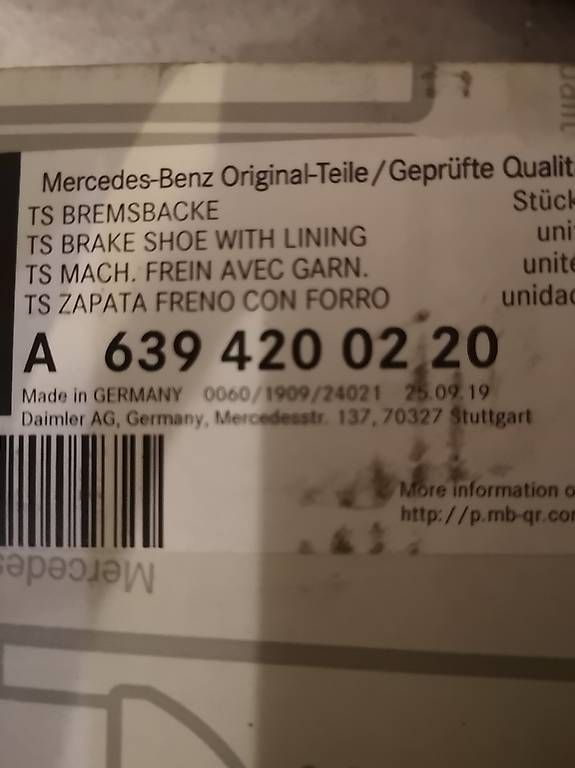 Mercedes-Benz Original-Teile/Geprüfte Qualit
TS BREMSBACKE Stück
TS BRAKE SHOE WITH LINING uni
TS MACH. FREIN AVEC GARN. unite
TS ZAPATA FRENO CON FORRO unidad
A 639 420 02 20
Made in GERMANY 0060/1909/24021 25.09.19
Daimler AG, Germany, Mercedesstr. 137, 70327 Stuttgart
More information o
http://p.mb-qr.com
Mercedes